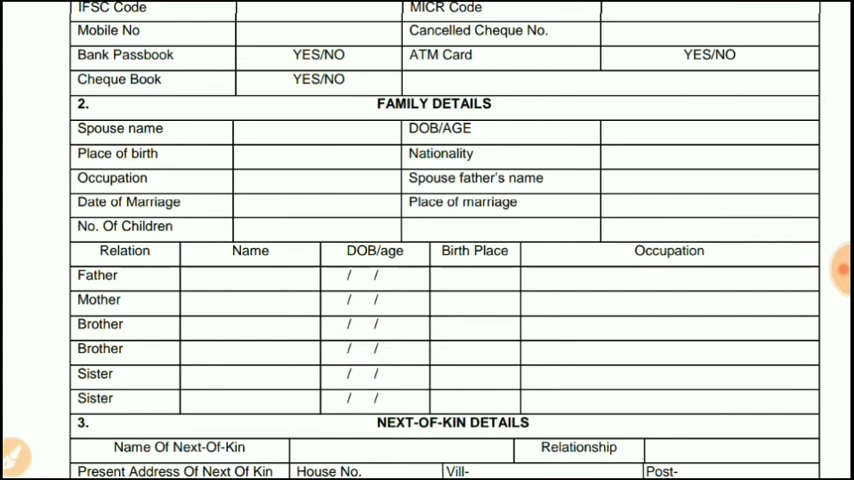 IFSC Code MICR Code
Mobile No Cancelled Cheque No.
Bank Passbook YES/NO ATM Card YES/NO
Cheque Book YES/NO
2. FAMILY DETAILS
Spouse name DOB/AGE
Place of birth Nationality
Occupation Spouse father's name
Date of Marriage Place of marriage
No. Of Children
Relation Name DOB/age Birth Place Occupation
Father / /
Mother / /
Brother / /
Brother / /
Sister / /
Sister / /
3. NEXT-OF-KIN DETAILS
Name Of Next-Of-Kin Relationship
Present Address Of Next Of Kin House No. Vill- Post-